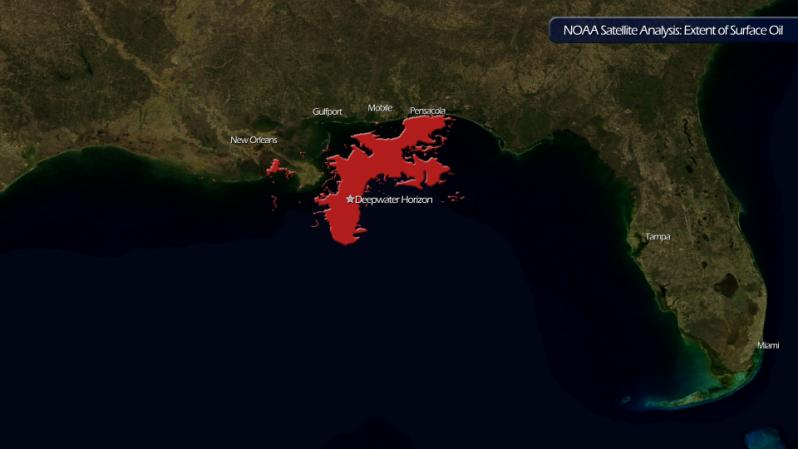 NOAA Satellite Analysis: Extent of Surface Oil
Gulfport
Mobile
Pensacola
New Orleans
Deepwater Horizon
Tampa
Miami